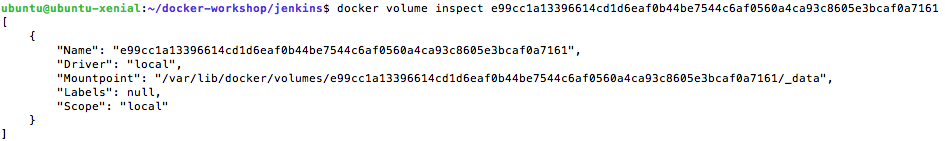 ubuntu@ubuntu-xenial:~/docker-workshop/jenkins$ docker volume inspect e99cc1a13396614cd1d6eaf0b44be7544c6af0560a4ca93c8605e3bcaf0a7161
[
    {
        "Name": "e99cc1a13396614cd1d6eaf0b44be7544c6af0560a4ca93c8605e3bcaf0a7161",
        "Driver": "local",
        "Mountpoint": "/var/lib/docker/volumes/e99cc1a13396614cd1d6eaf0b44be7544c6af0560a4ca93c8605e3bcaf0a7161/_data",
        "Labels": null,
        "Scope": "local"
    }
]